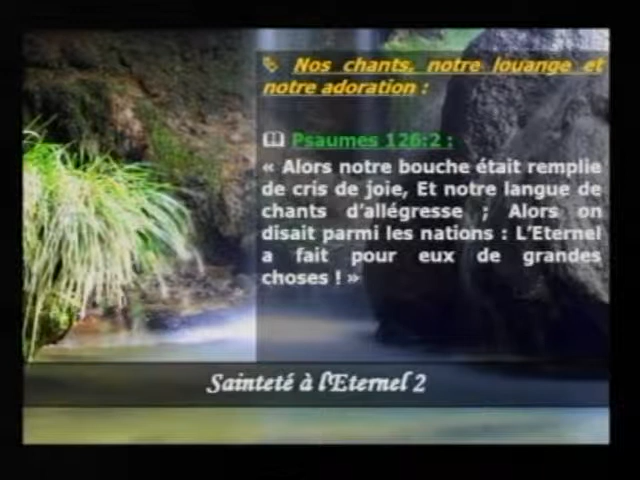 Nos chants, notre louange et
notre adoration :
Psaumes 126:2 :
« Alors notre bouche était remplie
de cris de joie, Et notre langue de
chants d'allégresse ; Alors on
disait parmi les nations : L'Eternel
a fait pour eux de grandes
choses ! »
Sainteté à l'Eternel 2